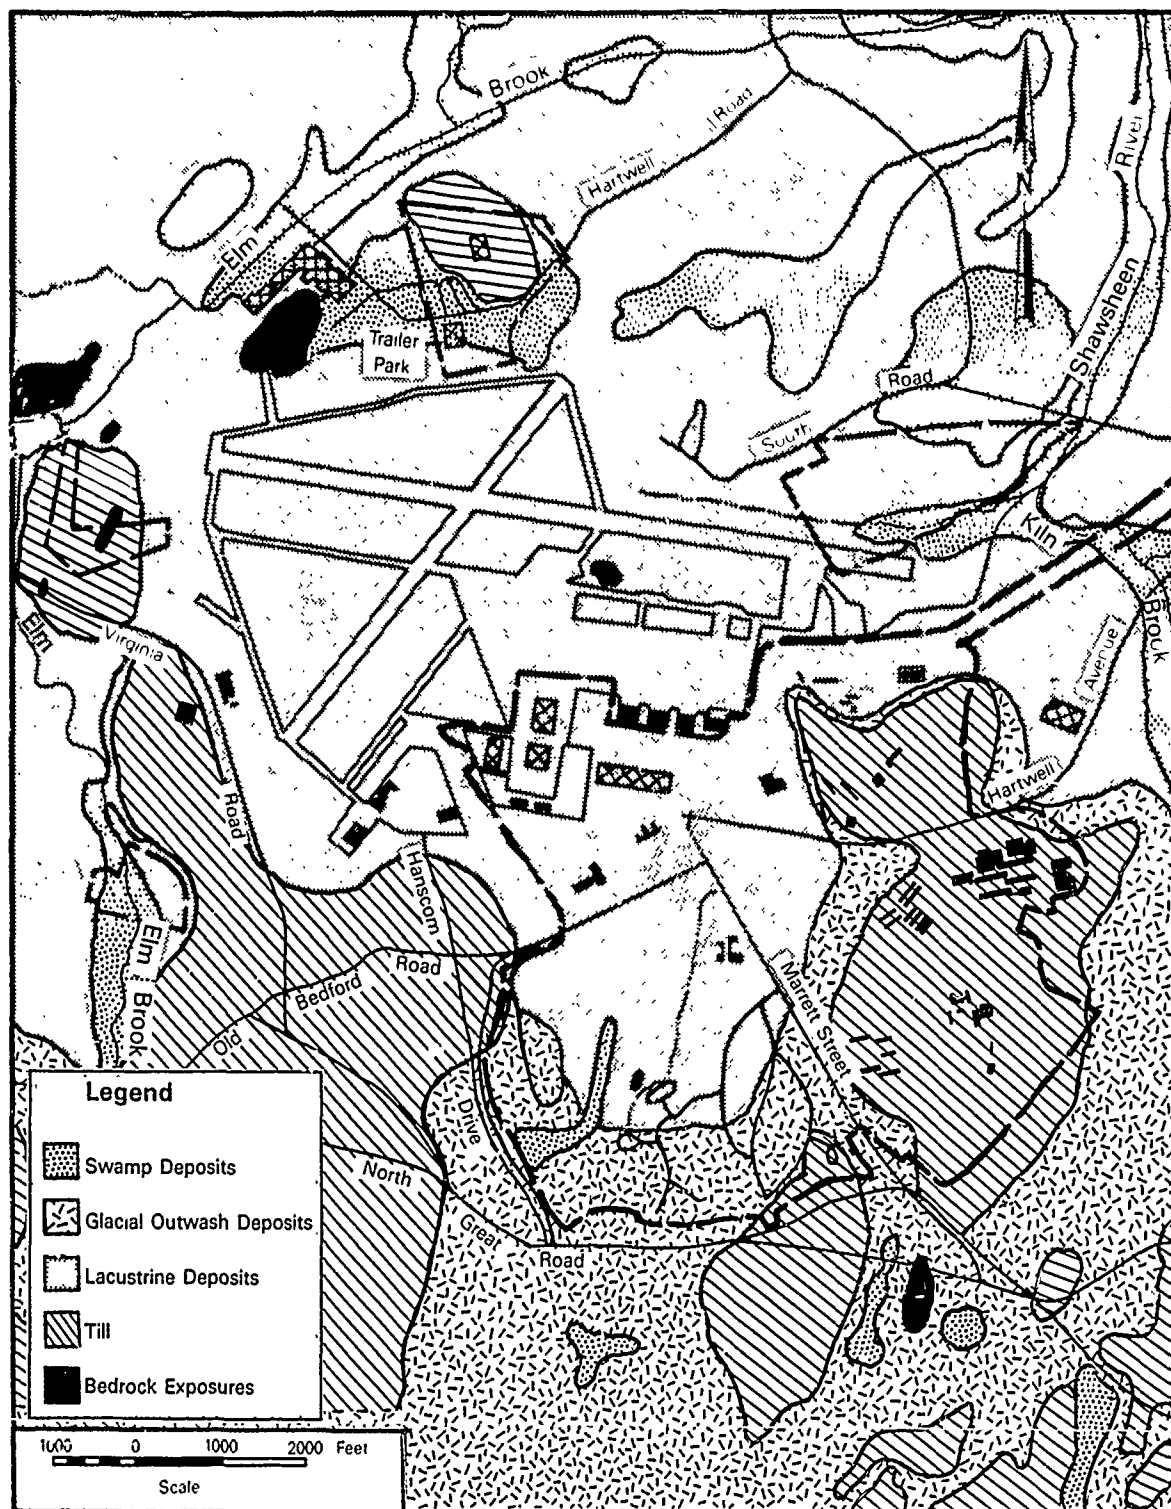 Brook
Road
Hartwell
River
N
Elm
Shawsheen
Trailer
Park
Road
South
Kiln
Elm
Virginia
Avenue
Brook
Road
Hartwell
Hanscom
Elm
Brook
Road
Bedford
Old
Marrett Street
Drive
North
Great
Road
Legend
Swamp Deposits
Glacial Outwash Deposits
Lacustrine Deposits
Till
Bedrock Exposures
1000 0 1000 2000 Feet
Scale